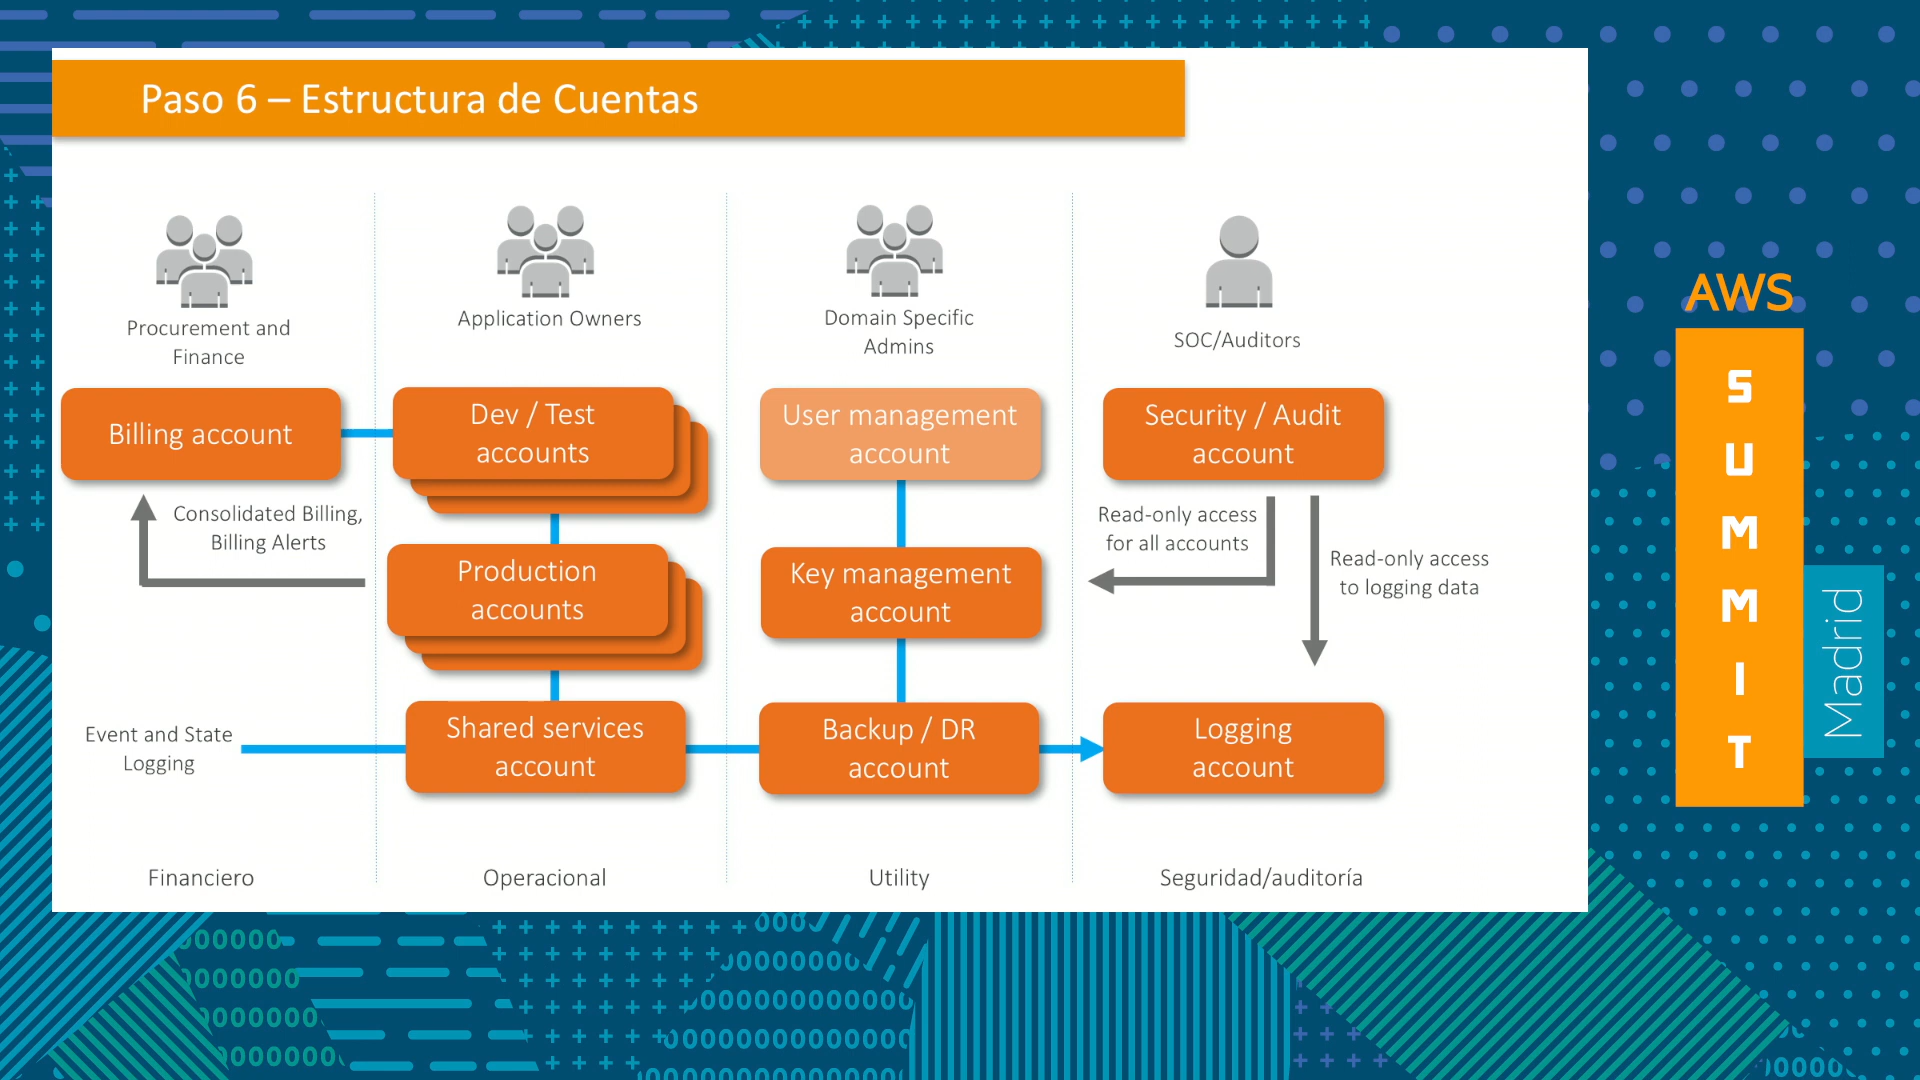 Paso 6 – Estructura de Cuentas
Procurement and
Finance
Application Owners
Domain Specific
Admins
SOC/Auditors
Billing account
Dev / Test
accounts
User management
account
Security / Audit
account
Consolidated Billing,
Billing Alerts
Production
accounts
Key management
account
Read-only access
for all accounts
Read-only access
to logging data
Event and State
Logging
Shared services
account
Backup / DR
account
Logging
account
Financiero
Operacional
Utility
Seguridad/auditoría
AWS
SUMMIT
Madrid